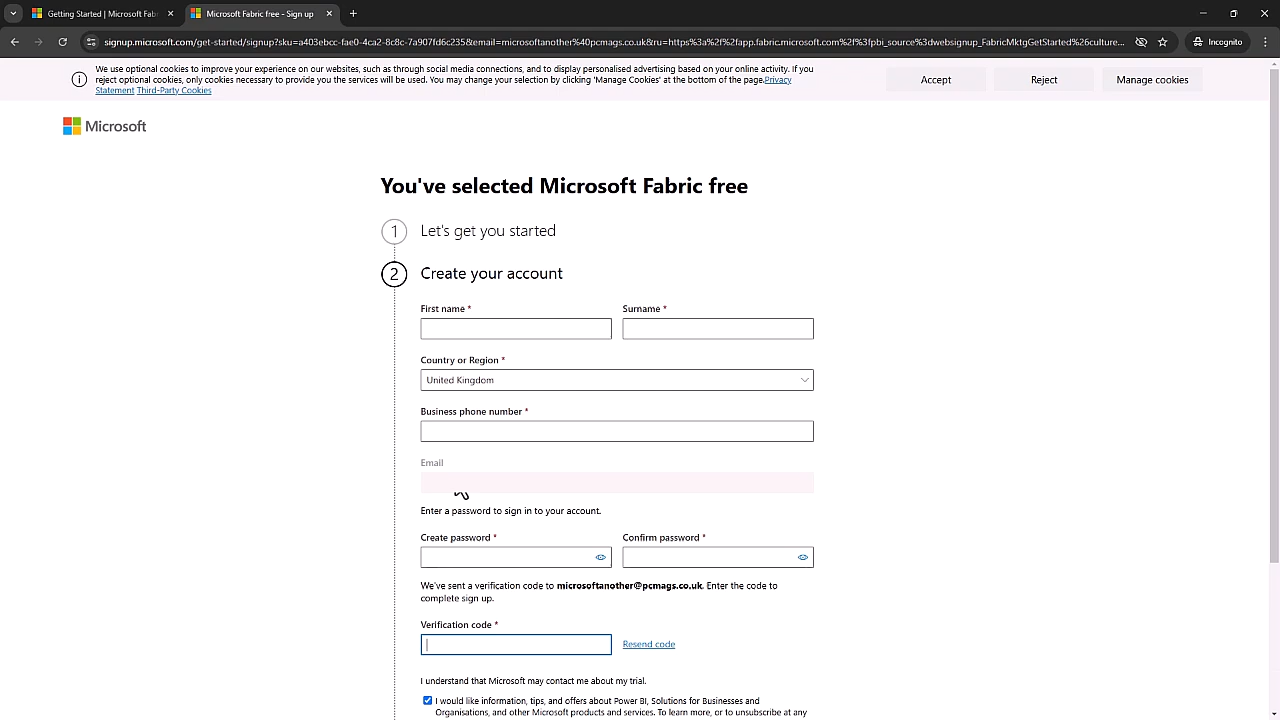 Getting Started | Microsoft Fab
Microsoft Fabric free - Sign up
signup.microsoft.com/get-started/signup?sku=a403ebcc-fae0-4ca2-8c8c-7a907fd6c235&email=microsoftanother%40pcmags.co.uk&ru=https%3a%2f%2fapp.fabric.microsoft.com%2f%3fpbi_source%3dwebsignup_FabricMktgGetStarted%26culture...
Incognito
We use optional cookies to improve your experience on our websites, such as through social media connections, and to display personalised advertising based on your online activity. If you
reject optional cookies, only cookies necessary to provide you the services will be used. You may change your selection by clicking 'Manage Cookies' at the bottom of the page.Privacy
Statement Third-Party Cookies
Accept
Reject
Manage cookies
Microsoft
You've selected Microsoft Fabric free
1 Let's get you started
2 Create your account
First name * Surname *
Country or Region *
United Kingdom
Business phone number *
Email
Enter a password to sign in to your account.
Create password * Confirm password *
We've sent a verification code to microsoftanother@pcmags.co.uk. Enter the code to
complete sign up.
Verification code *
Resend code
I understand that Microsoft may contact me about my trial.
I would like information, tips, and offers about Power BI, Solutions for Businesses and
Organisations, and other Microsoft products and services. To learn more, or to unsubscribe at any